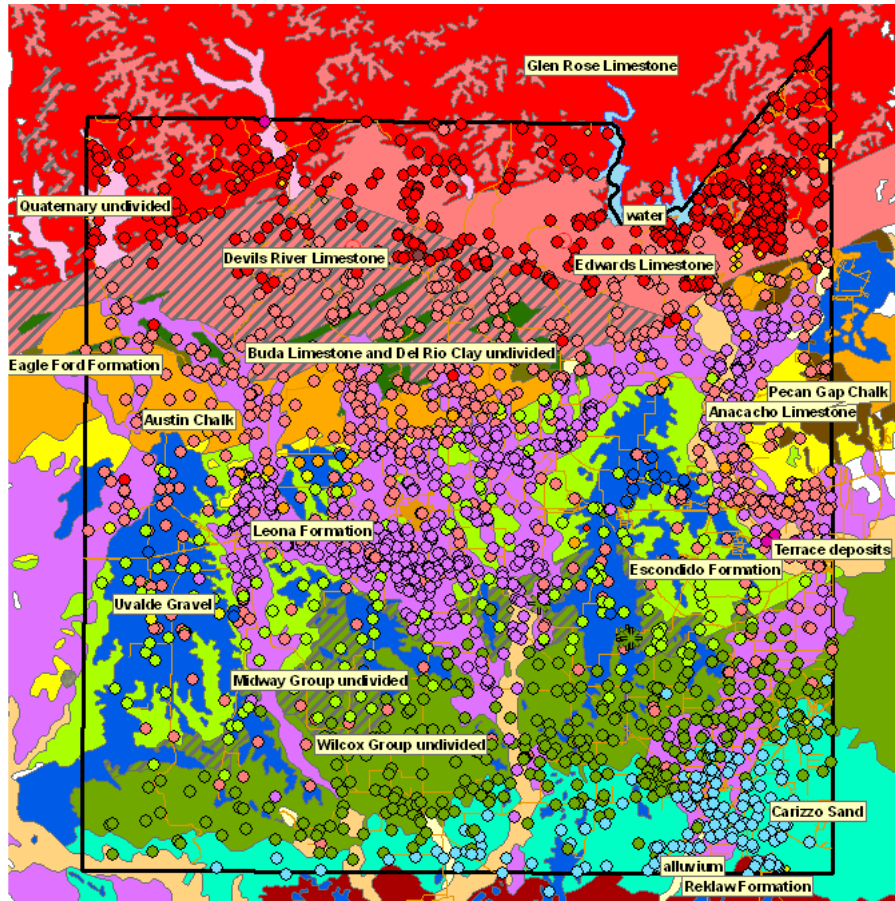 Glen Rose Limestone
Quaternary undivided
water
Devils River Limestone
Edwards Limestone
Buda Limestone and Del Rio Clay undivided
Eagle Ford Formation
Pecan Gap Chalk
Anacacho Limestone
Austin Chalk
Leona Formation
Terrace deposits
Escondido Formation
Uvalde Gravel
Midway Group undivided
Wilcox Group undivided
Carizzo Sand
alluvium
Reklaw Formation